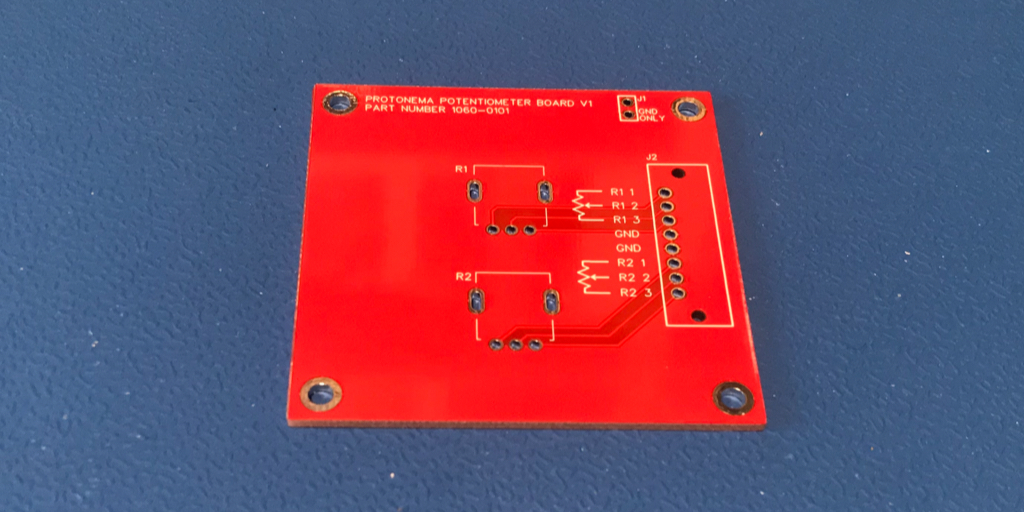 PROTONEMA POTENTIOMETER BOARD V1
PART NUMBER 1060-0101
J1
GND
ONLY
J2
R1
R1 1
R1 2
R1 3
GND
GND
R2 1
R2
R2 2
R2 3